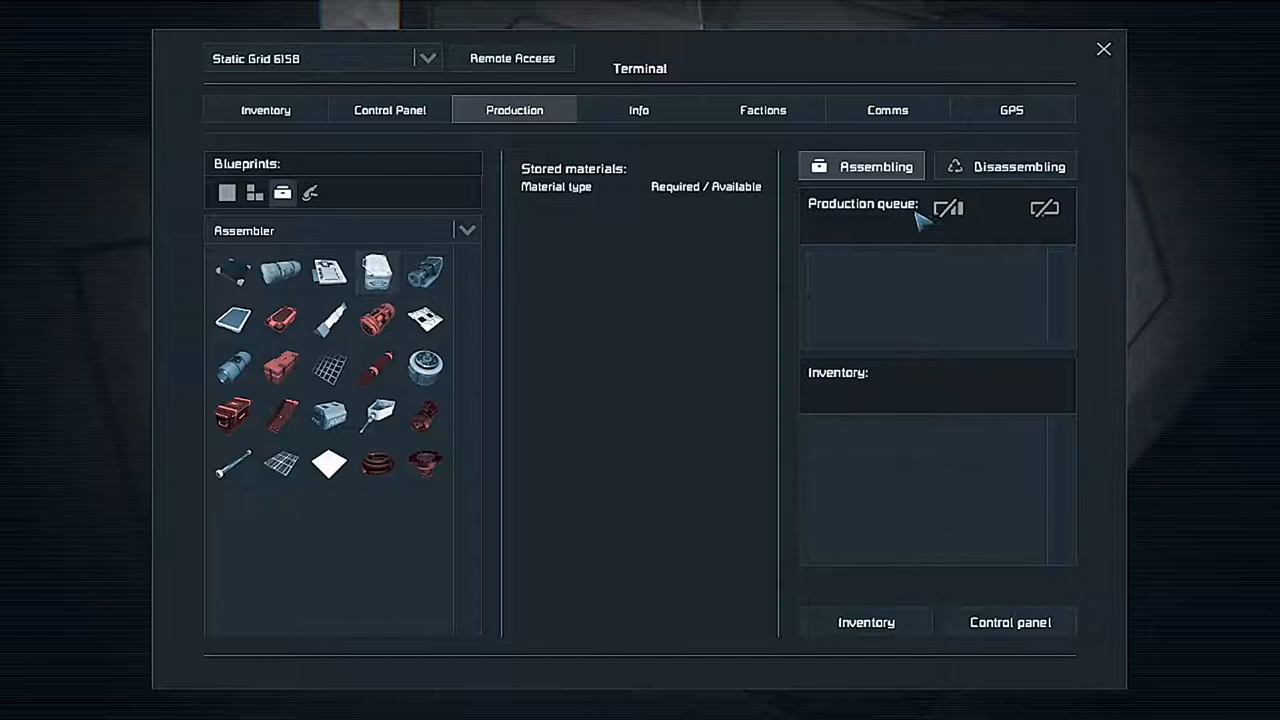 Static Grid 6158
Remote Access
Terminal
Inventory
Control Panel
Production
Info
Factions
Comms
GPS
Blueprints:
Assembler
Stored materials:
Material type
Required / Available
Assembling
Disassembling
Production queue:
Inventory:
Inventory
Control panel